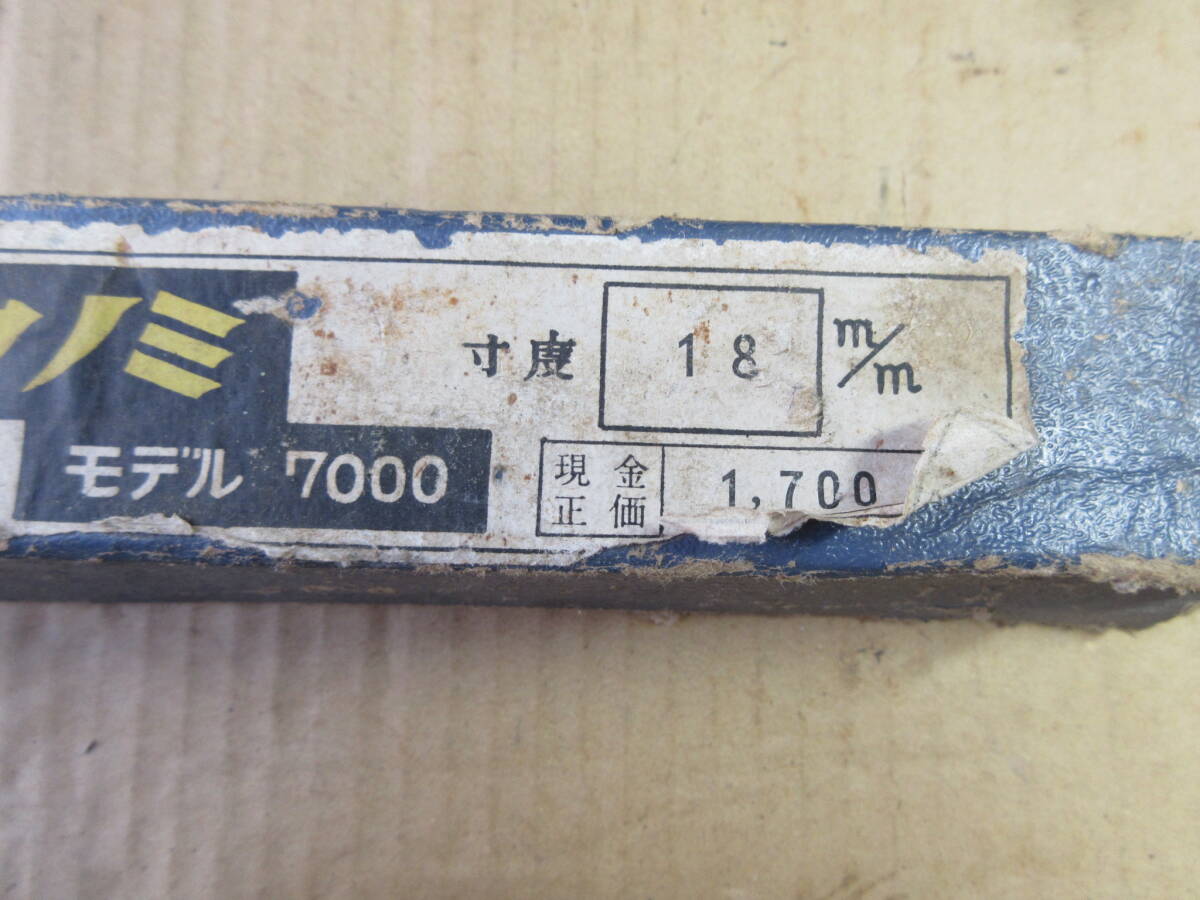 ノミ
モデル 7000
寸度 18 m/m
現金
正価 1,700